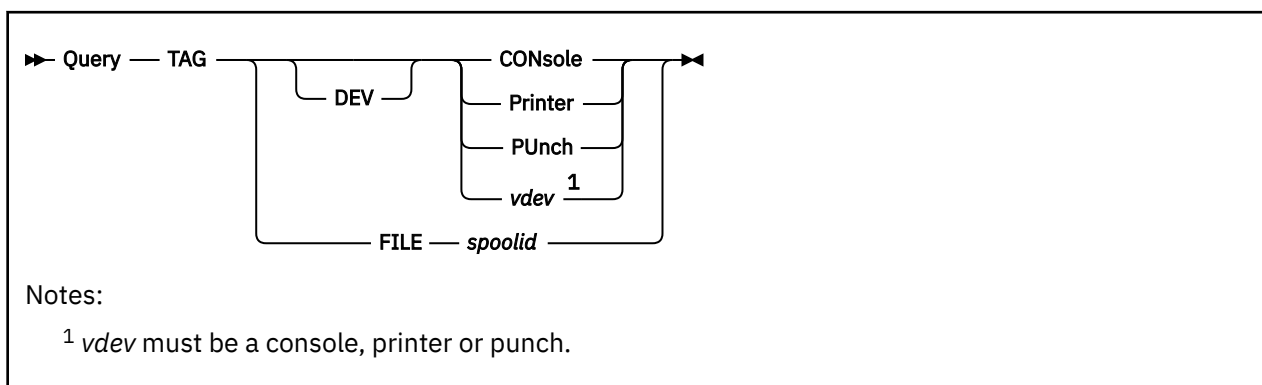 Query TAG CONsole
DEV
Printer
PUnch
vdev 1
FILE spoolid
Notes:
1 vdev must be a console, printer or punch.